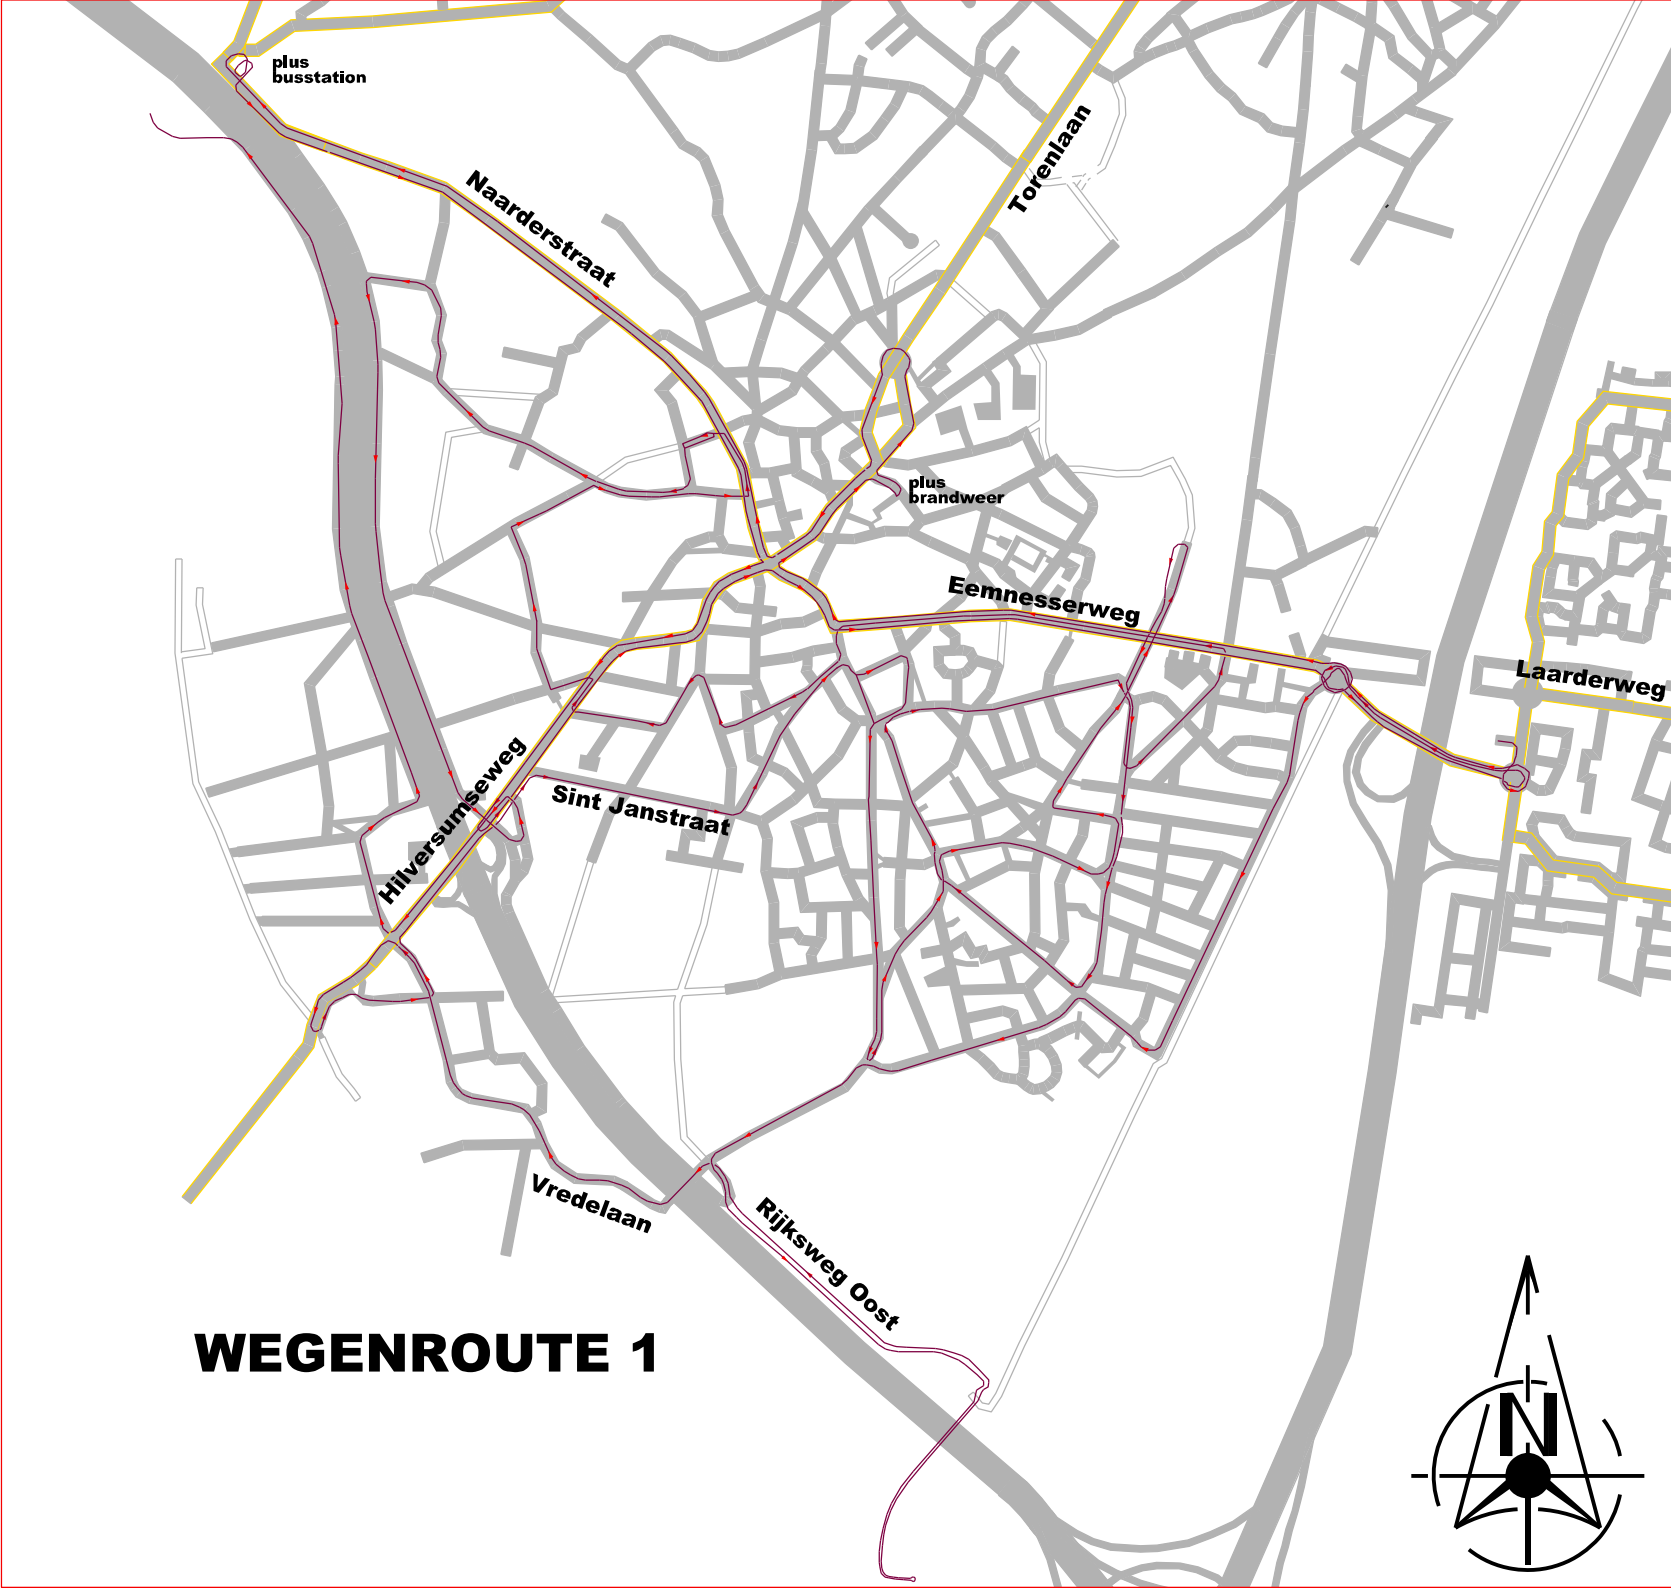 plus
busstation
Naarderstraat
Torenlaan
plus
brandweer
Eemnesserweg
Laarderweg
Hilversumseweg
Sint Janstraat
Vredelaan
Rijksweg Oost
WEGENROUTE 1
N